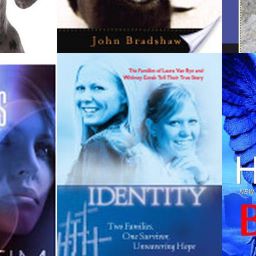 John Bradshaw
The Families of Laura Van Ryn and
Whitney Cerak Tell Their True Story
IDENTITY
Two Families,
One Survivor,
Unwavering Hope